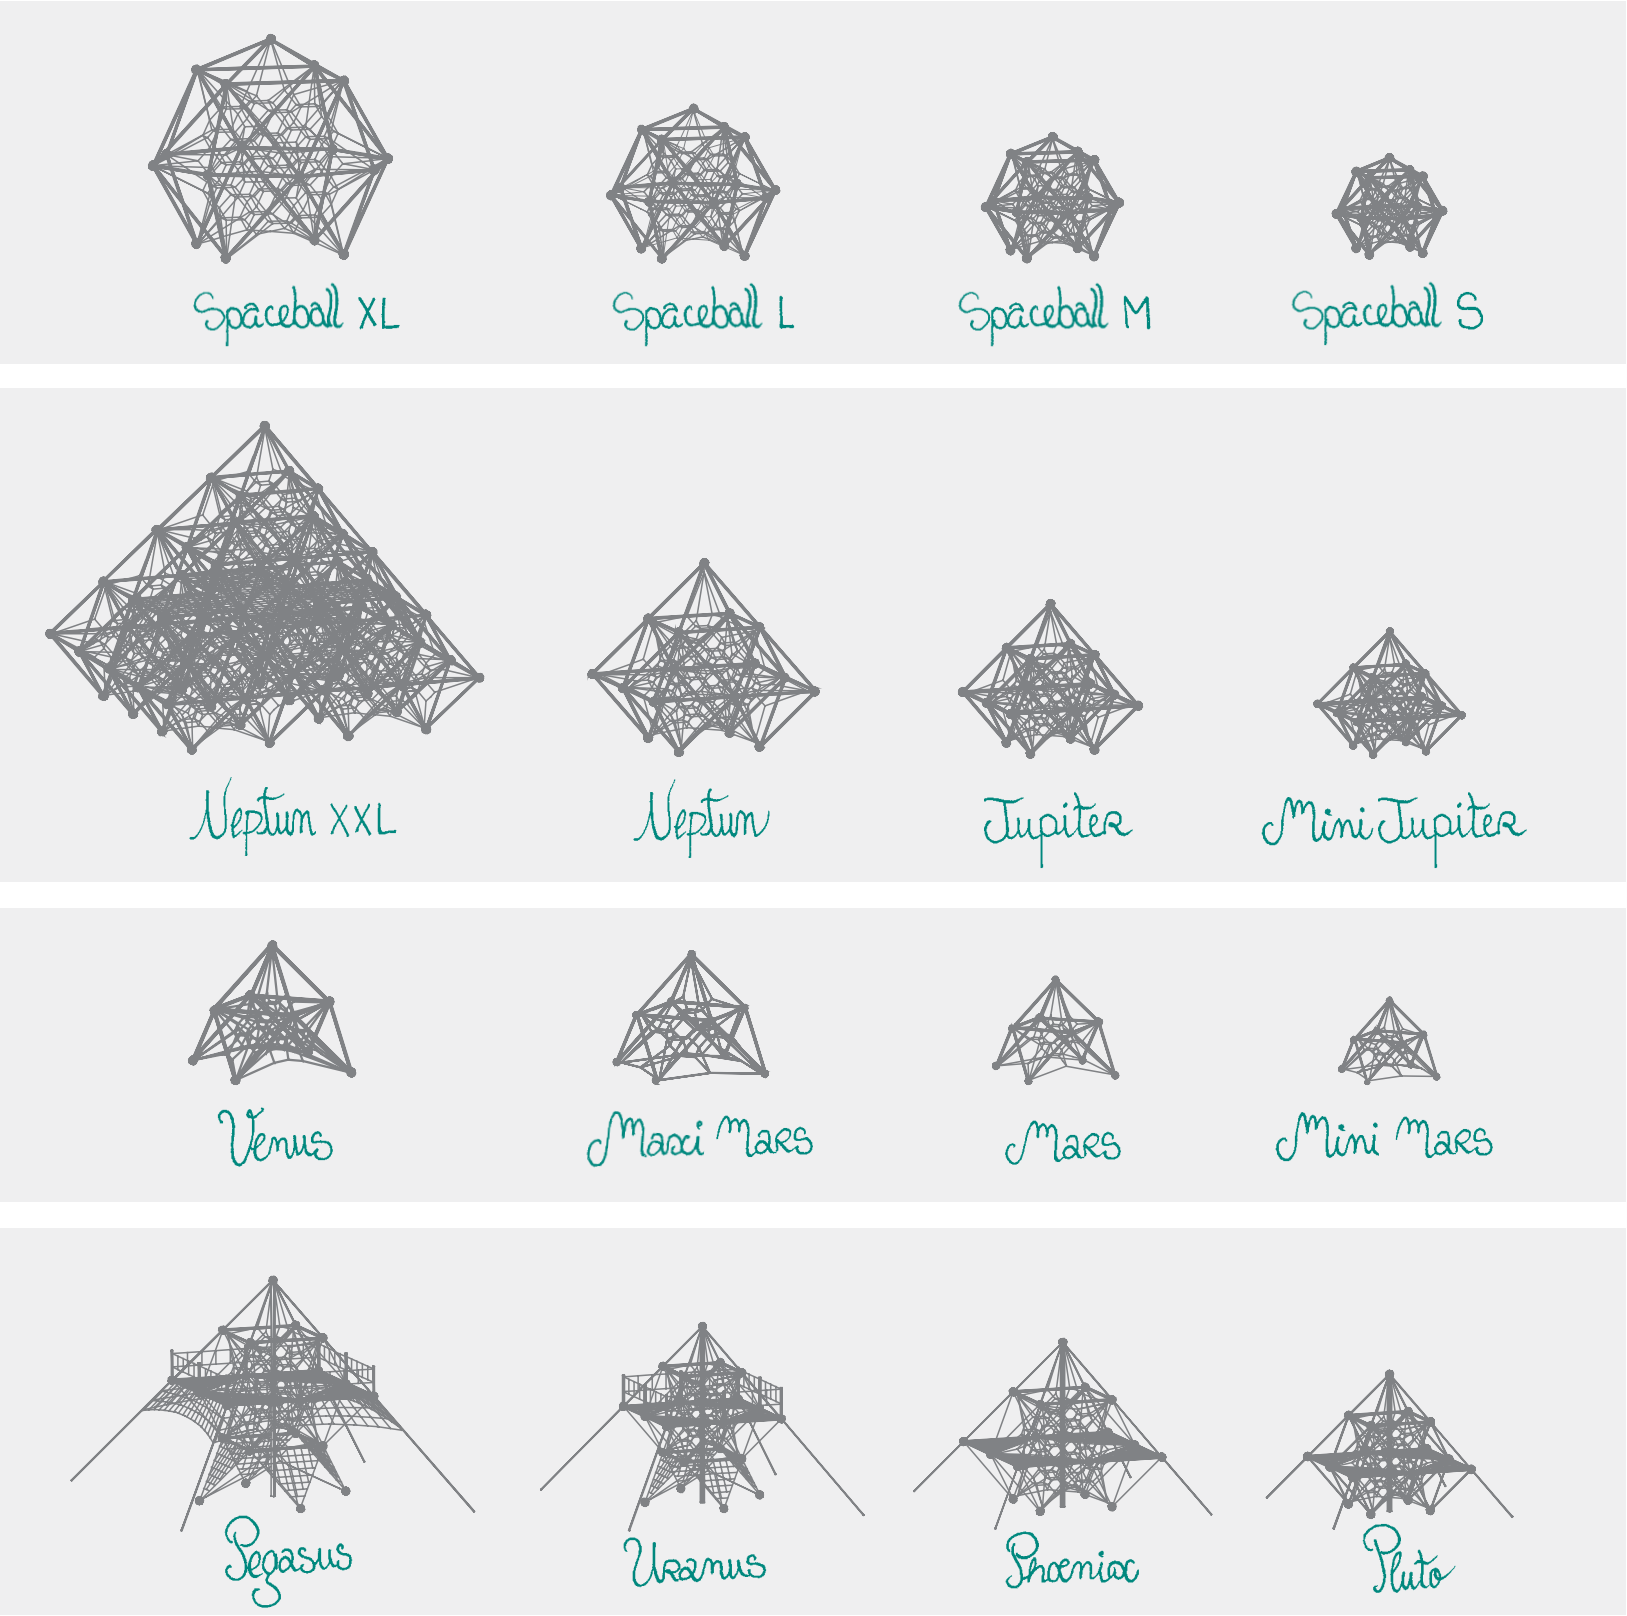 Spaceball XL
Spaceball L
Spaceball M
Spaceball S
Neptun XXL
Neptun
Jupiter
Mini Jupiter
Venus
Maxi Mars
Mars
Mini Mars
Pegasus
Uranus
Phoenix
Pluto